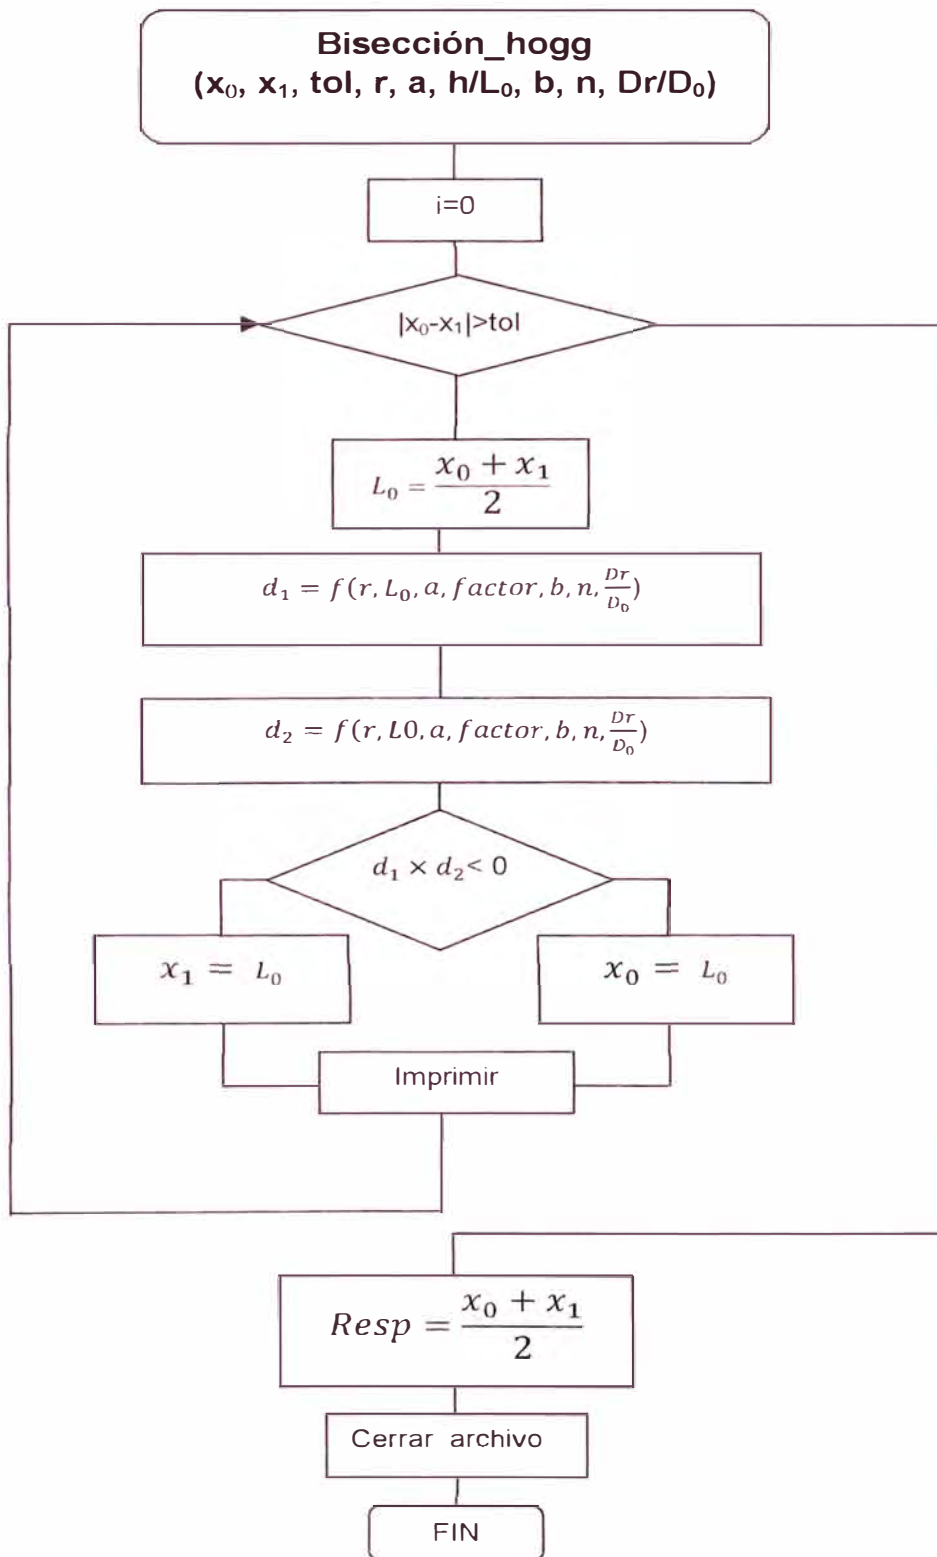 Bisección_hogg
(x₀, x₁, tol, r, a, h/L₀, b, n, Dr/D₀)
i=0
|x₀-x₁|>tol
L₀ = (x₀ + x₁)/2
d₁ = f(r, L₀, a, factor, b, n, Dr/D₀)
d₂ = f(r, L0, a, factor, b, n, Dr/D₀)
d₁ × d₂< 0
x₁ = L₀
x₀ = L₀
Imprimir
Resp = (x₀ + x₁)/2
Cerrar archivo
FIN